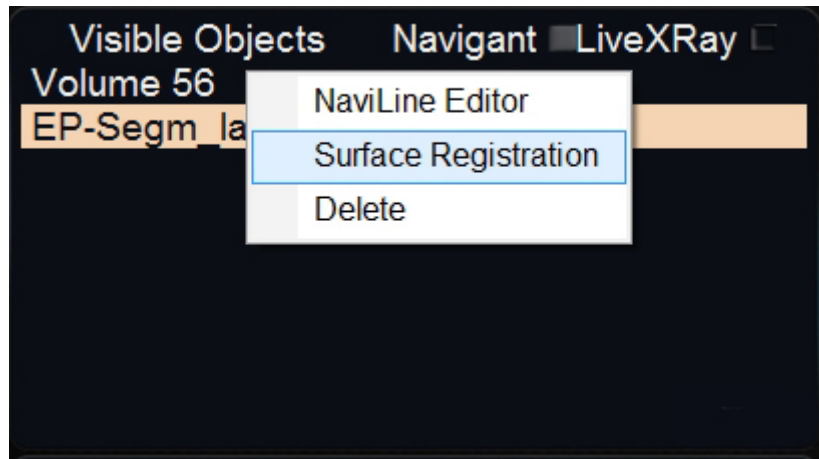 Visible Objects Navigant LiveXRay
Volume 56
EP-Segm_la
NaviLine Editor
Surface Registration
Delete